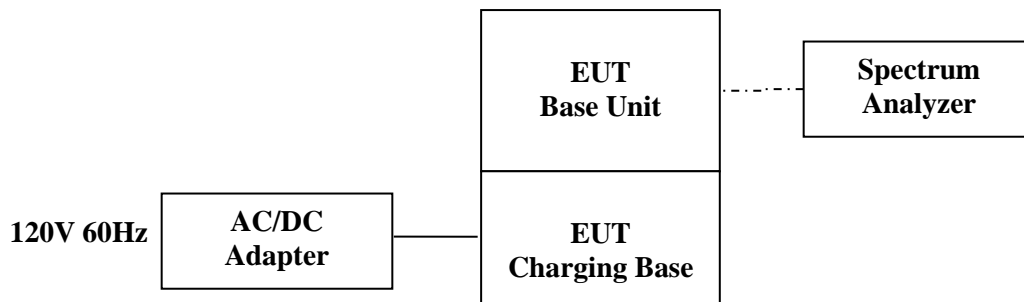 EUT
Base Unit
Spectrum
Analyzer
120V 60Hz
AC/DC
Adapter
EUT
Charging Base